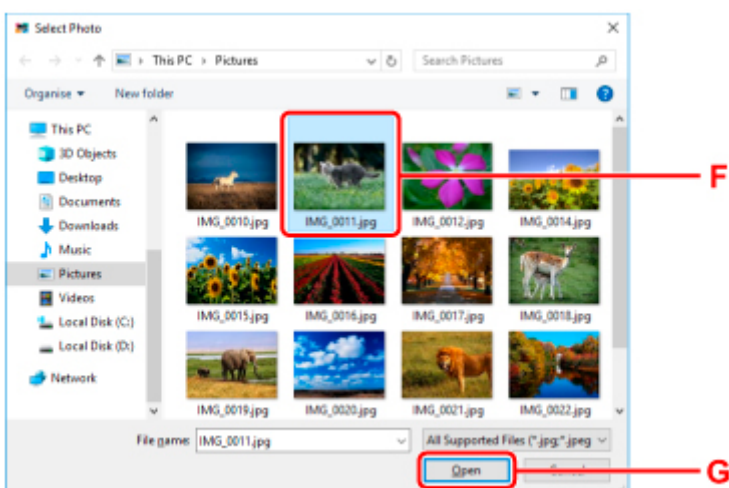 Select Photo
This PC › Pictures
Search Pictures
Organise
New folder
This PC
3D Objects
Desktop
Documents
Downloads
Music
Pictures
Videos
Local Disk (C:)
Local Disk (D:)
Network
IMG_0010.jpg IMG_0011.jpg IMG_0012.jpg IMG_0014.jpg
IMG_0015.jpg IMG_0016.jpg IMG_0017.jpg IMG_0018.jpg
IMG_0019.jpg IMG_0020.jpg IMG_0021.jpg IMG_0022.jpg
F
File name: IMG_0011.jpg
All Supported Files (*.jpg;*.jpeg
Open
G